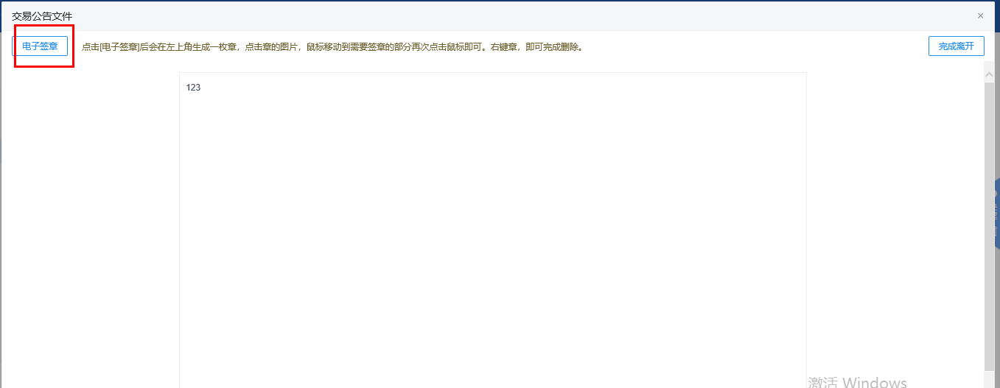 交易公告文件
×
电子签章
点击[电子签章]后会在左上角生成一枚章，点击章的图片，鼠标移动到需要签章的部分再次点击鼠标即可。右键章，即可完成删除。
完成离开
123
激活 Windows